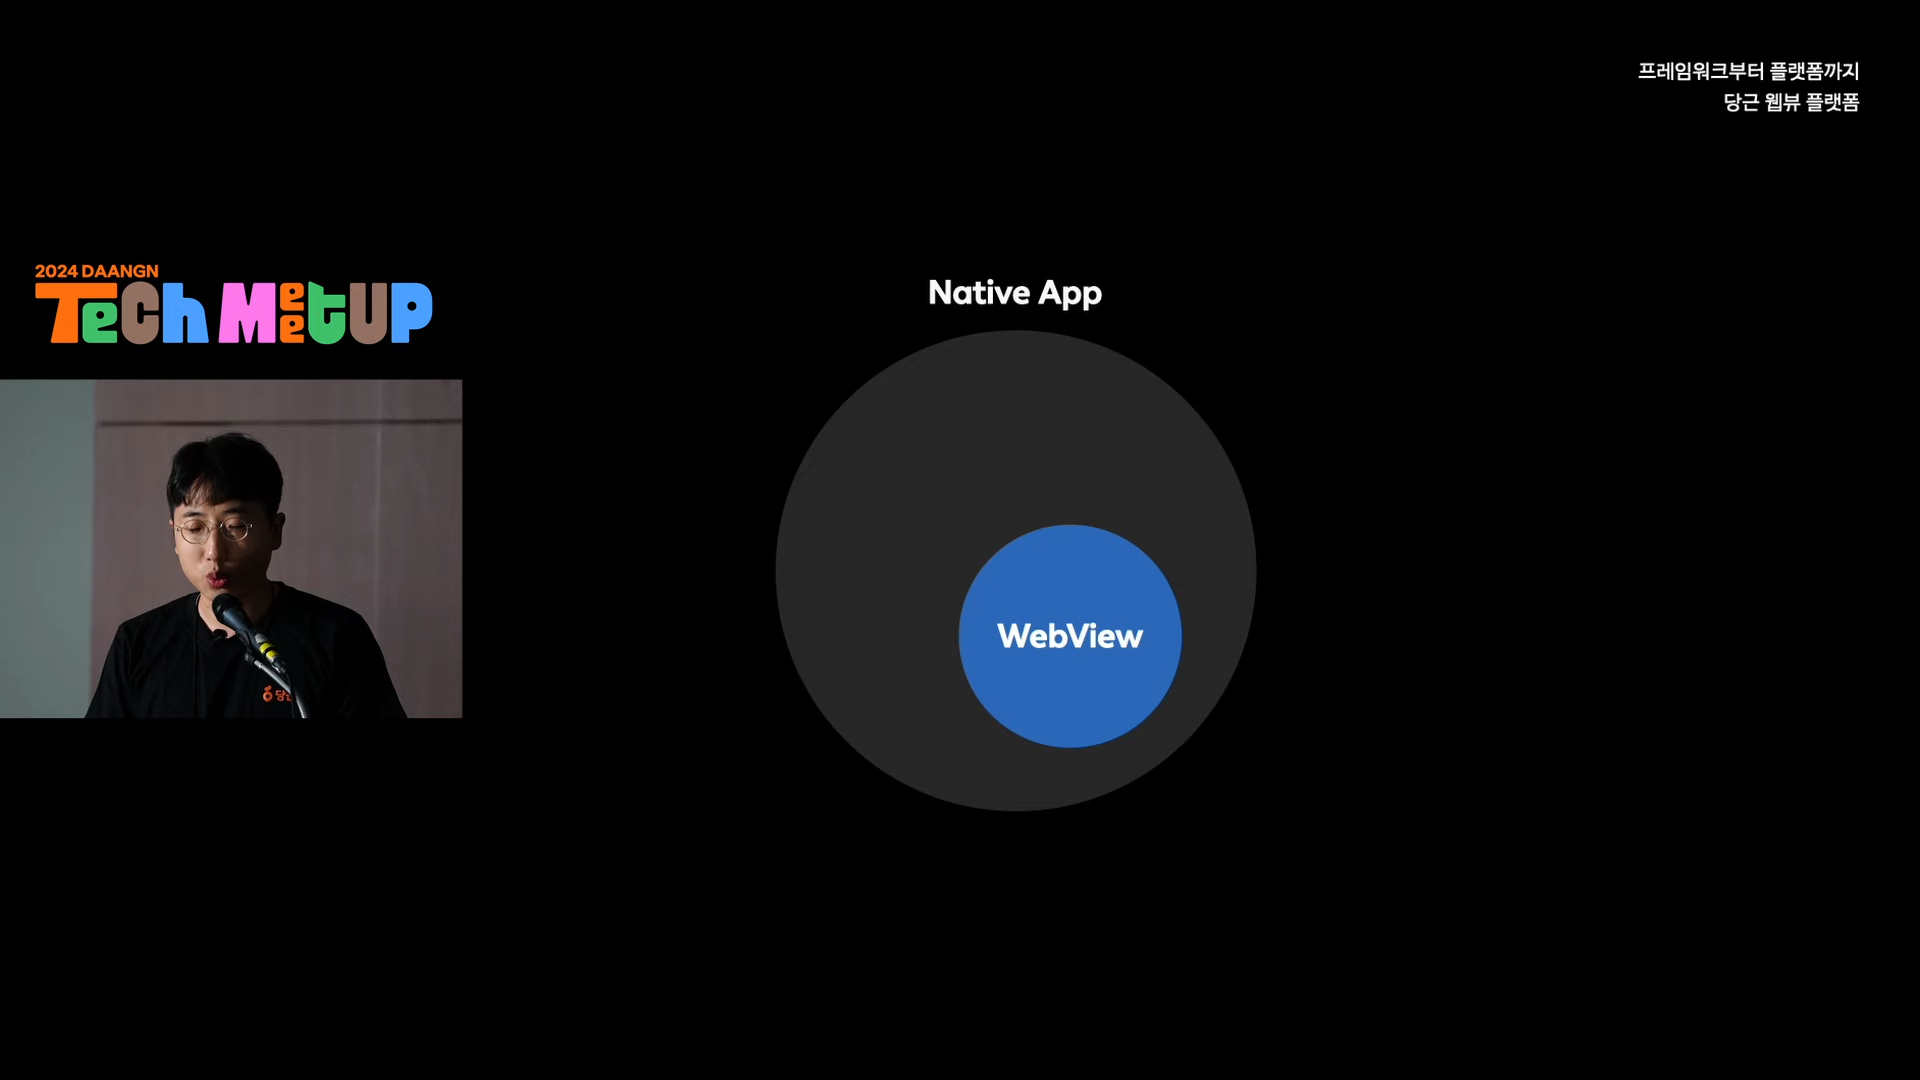 프레임워크부터 플랫폼까지
당근 웹뷰 플랫폼
2024 DAANGN
TeCh MeetUP
Native App
WebView